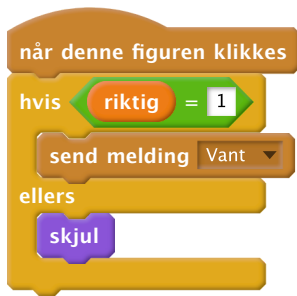 når denne figuren klikkes
hvis riktig = 1
send melding Vant
ellers
skjul